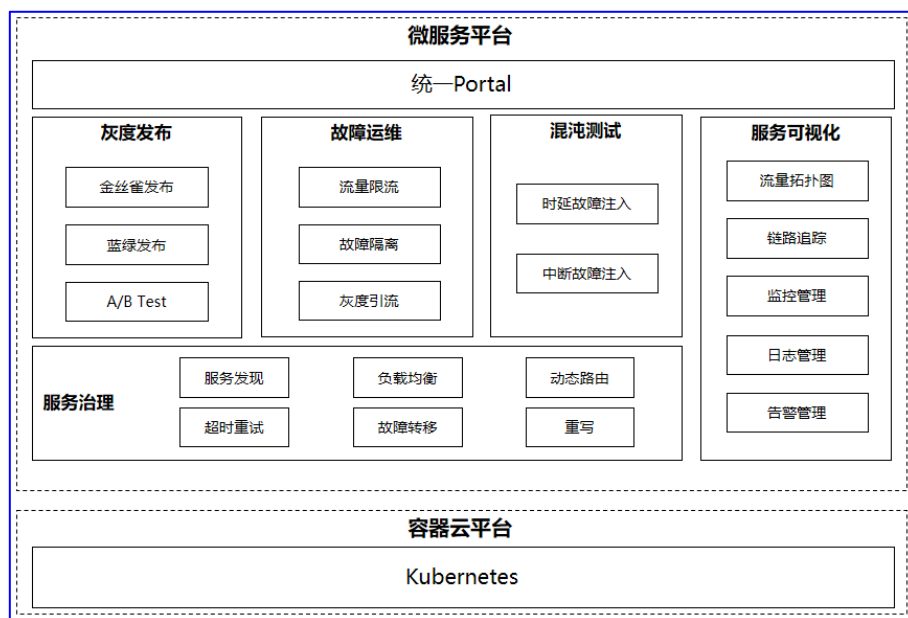 微服务平台
统一Portal
灰度发布
金丝雀发布
蓝绿发布
A/B Test
故障运维
流量限流
故障隔离
灰度引流
混沌测试
时延故障注入
中断故障注入
服务可视化
流量拓扑图
链路追踪
监控管理
日志管理
告警管理
服务治理
服务发现
负载均衡
动态路由
超时重试
故障转移
重写
容器云平台
Kubernetes